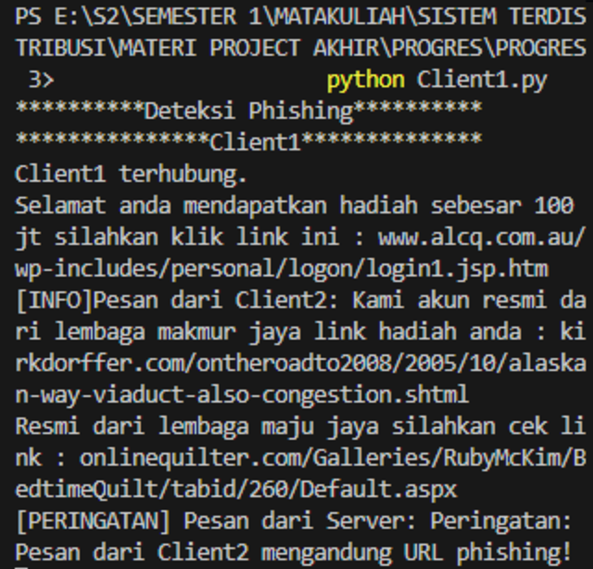 PS E:\S2\SEMESTER 1\MATAKULIAH\SISTEM TERDIS
TRIBUSI\MATERI PROJECT AKHIR\PROGRES\PROGRES
 3> python Client1.py
**********Deteksi Phishing**********
***************Client1**************
Client1 terhubung.
Selamat anda mendapatkan hadiah sebesar 100
jt silahkan klik link ini : www.alcq.com.au/
wp-includes/personal/logon/login1.jsp.htm
[INFO]Pesan dari Client2: Kami akun resmi da
ri lembaga makmur jaya link hadiah anda : ki
rkdorffer.com/ontheroadto2008/2005/10/alaska
n-way-viaduct-also-congestion.shtml
Resmi dari lembaga maju jaya silahkan cek li
nk : onlinequilter.com/Galleries/RubyMcKim/B
edtimeQuilt/tabid/260/Default.aspx
[PERINGATAN] Pesan dari Server: Peringatan:
Pesan dari Client2 mengandung URL phishing!